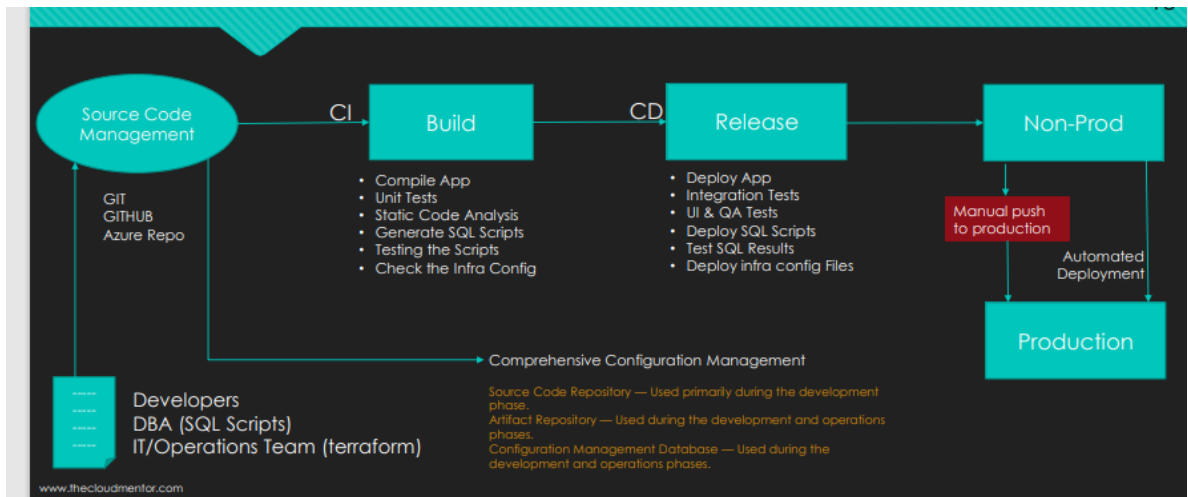 Source Code
Management
CI
Build
CD
Release
Non-Prod
GIT
GITHUB
Azure Repo
• Compile App
• Unit Tests
• Static Code Analysis
• Generate SQL Scripts
• Testing the Scripts
• Check the Infra Config
• Deploy App
• Integration Tests
• UI & QA Tests
• Deploy SQL Scripts
• Test SQL Results
• Deploy infra config Files
Manual push
to production
Automated
Deployment
Production
Comprehensive Configuration Management
Source Code Repository — Used primarily during the development
phase.
Artifact Repository — Used during the development and operations
phases.
Configuration Management Database — Used during the
development and operations phases.
Developers
DBA (SQL Scripts)
IT/Operations Team (terraform)
www.thecloudmentor.com